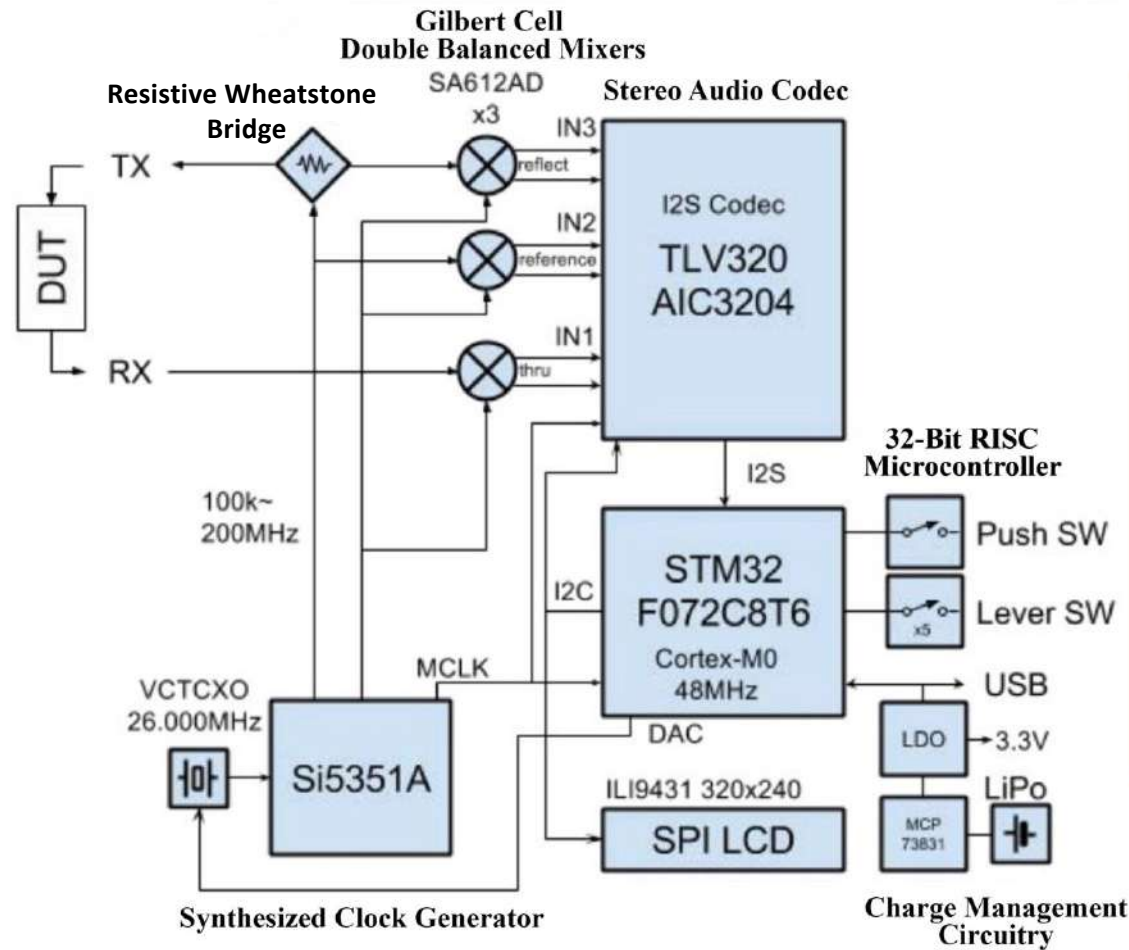 Gilbert Cell
Double Balanced Mixers
SA612AD
x3
Resistive Wheatstone
Bridge
Stereo Audio Codec
TX
DUT
RX
IN3
reflect
IN2
reference
IN1
thru
I2S Codec
TLV320
AIC3204
100k~
200MHz
I2S
32-Bit RISC
Microcontroller
Push SW
Lever SW
x5
I2C
STM32
F072C8T6
Cortex-M0
48MHz
MCLK
VCTCXO
26.000MHz
Si5351A
DAC
USB
LDO
3.3V
LiPo
MCP
73831
ILI9431 320x240
SPI LCD
Synthesized Clock Generator
Charge Management
Circuitry